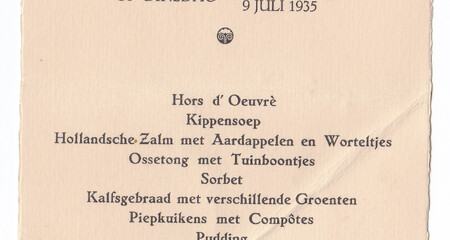 9 JULI 1935
Hors d' Oeuvrè
Kippensoep
Hollandsche Zalm met Aardappelen en Worteltjes
Ossetong met Tuinboontjes
Sorbet
Kalfsgebraad met verschillende Groenten
Piepkuikens met Compôtes
Pudding